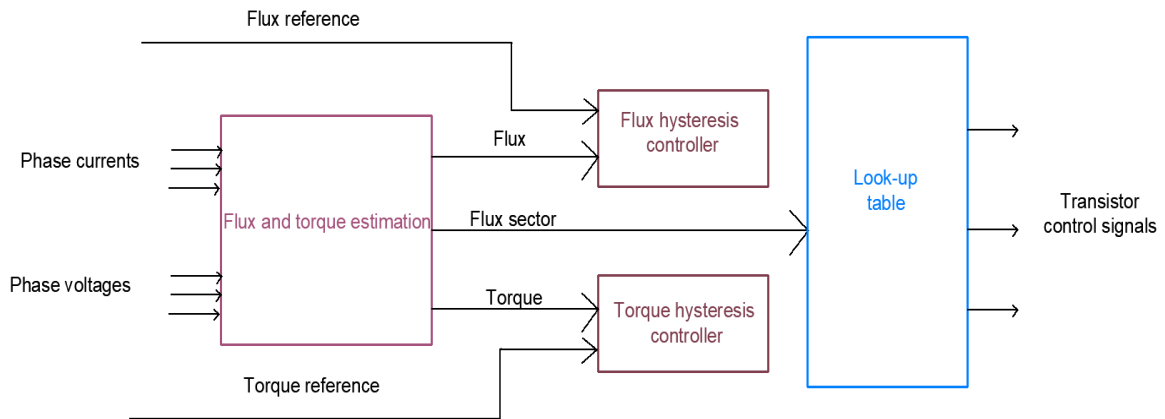 Flux reference
Flux hysteresis
controller
Flux
Phase currents
Look-up
table
Flux and torque estimation
Flux sector
Transistor
control signals
Phase voltages
Torque
Torque hysteresis
controller
Torque reference